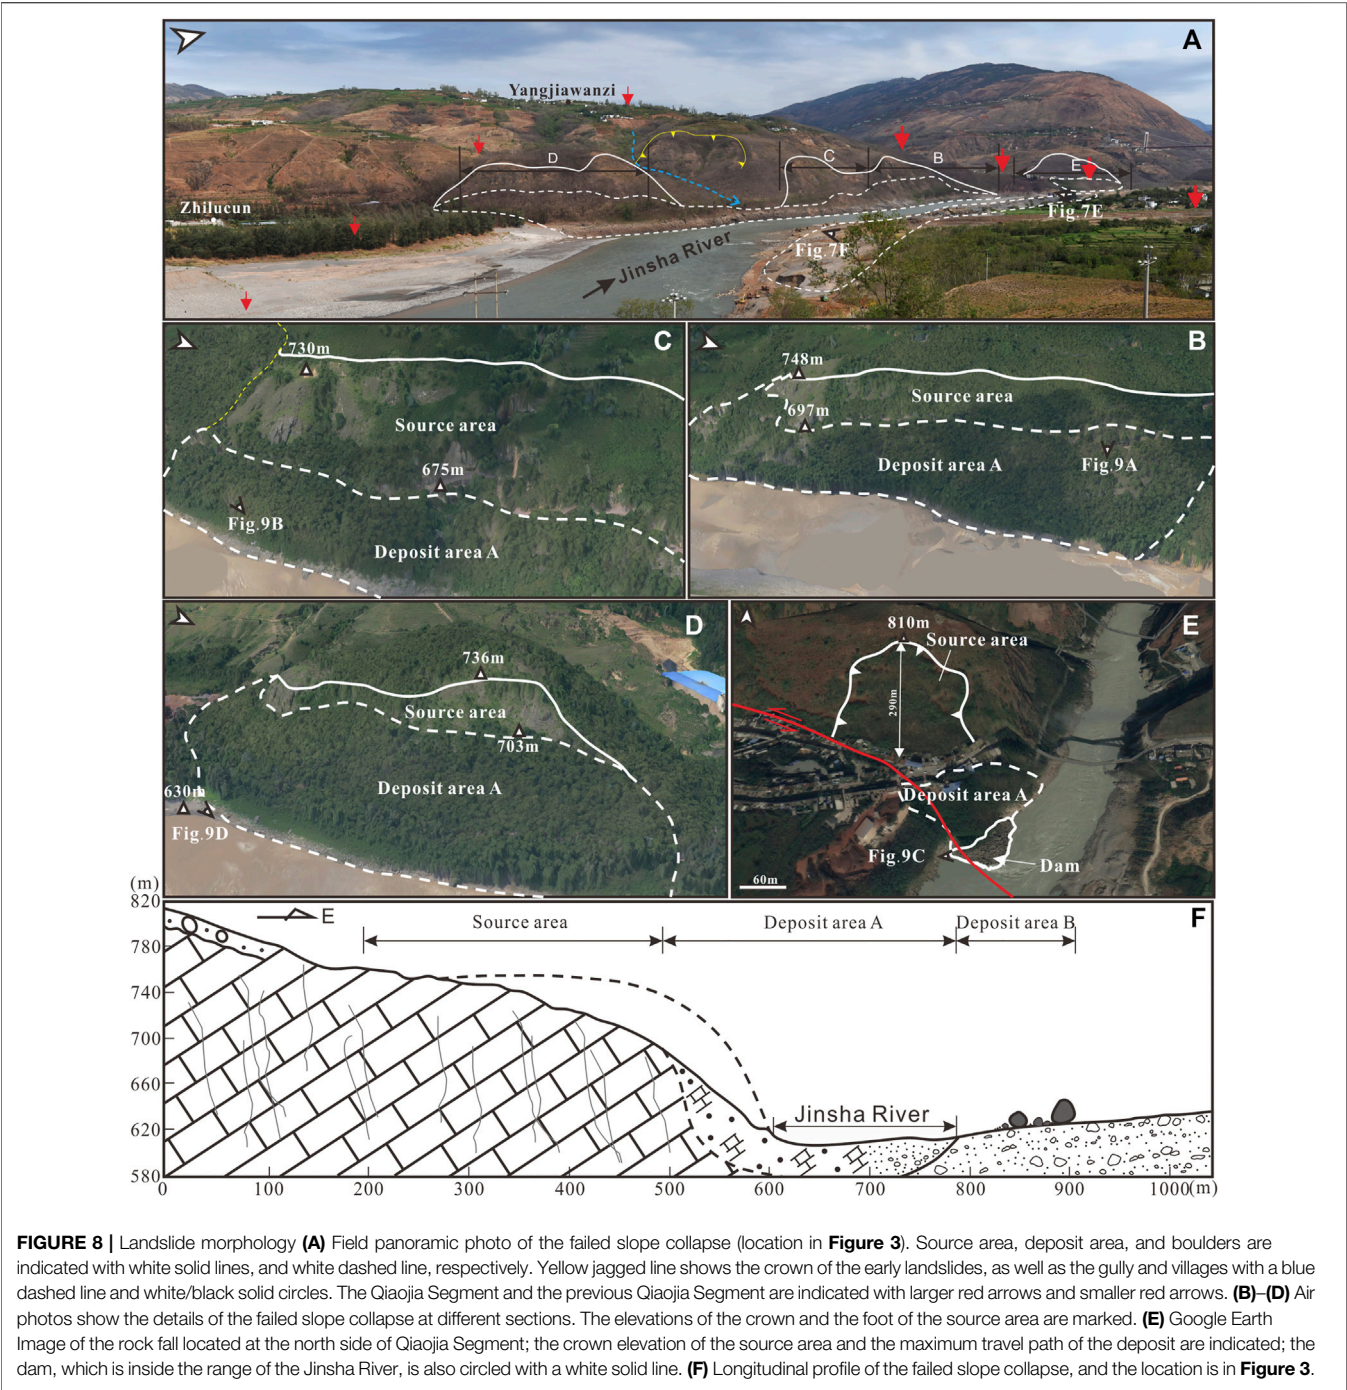 A
Yangjiawanzi
D
C
B
E
Zhilucun
Fig.7E
Fig.7F
Jinsha River
C
730m
Source area
675m
Fig.9B
Deposit area A
B
748m
Source area
697m
Deposit area A
Fig.9A
D
736m
Source area
703m
Deposit area A
630m
Fig.9D
E
810m
Source area
290m
Deposit area A
Fig.9C
Dam
60m
(m)
820
780
740
700
660
620
580
E
Source area
Deposit area A
Deposit area B
F
Jinsha River
0 100 200 300 400 500 600 700 800 900 1000(m)
FIGURE 8 | Landslide morphology (A) Field panoramic photo of the failed slope collapse (location in Figure 3). Source area, deposit area, and boulders are
indicated with white solid lines, and white dashed line, respectively. Yellow jagged line shows the crown of the early landslides, as well as the gully and villages with a blue
dashed line and white/black solid circles. The Qiaojia Segment and the previous Qiaojia Segment are indicated with larger red arrows and smaller red arrows. (B)–(D) Air
photos show the details of the failed slope collapse at different sections. The elevations of the crown and the foot of the source area are marked. (E) Google Earth
Image of the rock fall located at the north side of Qiaojia Segment; the crown elevation of the source area and the maximum travel path of the deposit are indicated; the
dam, which is inside the range of the Jinsha River, is also circled with a white solid line. (F) Longitudinal profile of the failed slope collapse, and the location is in Figure 3.